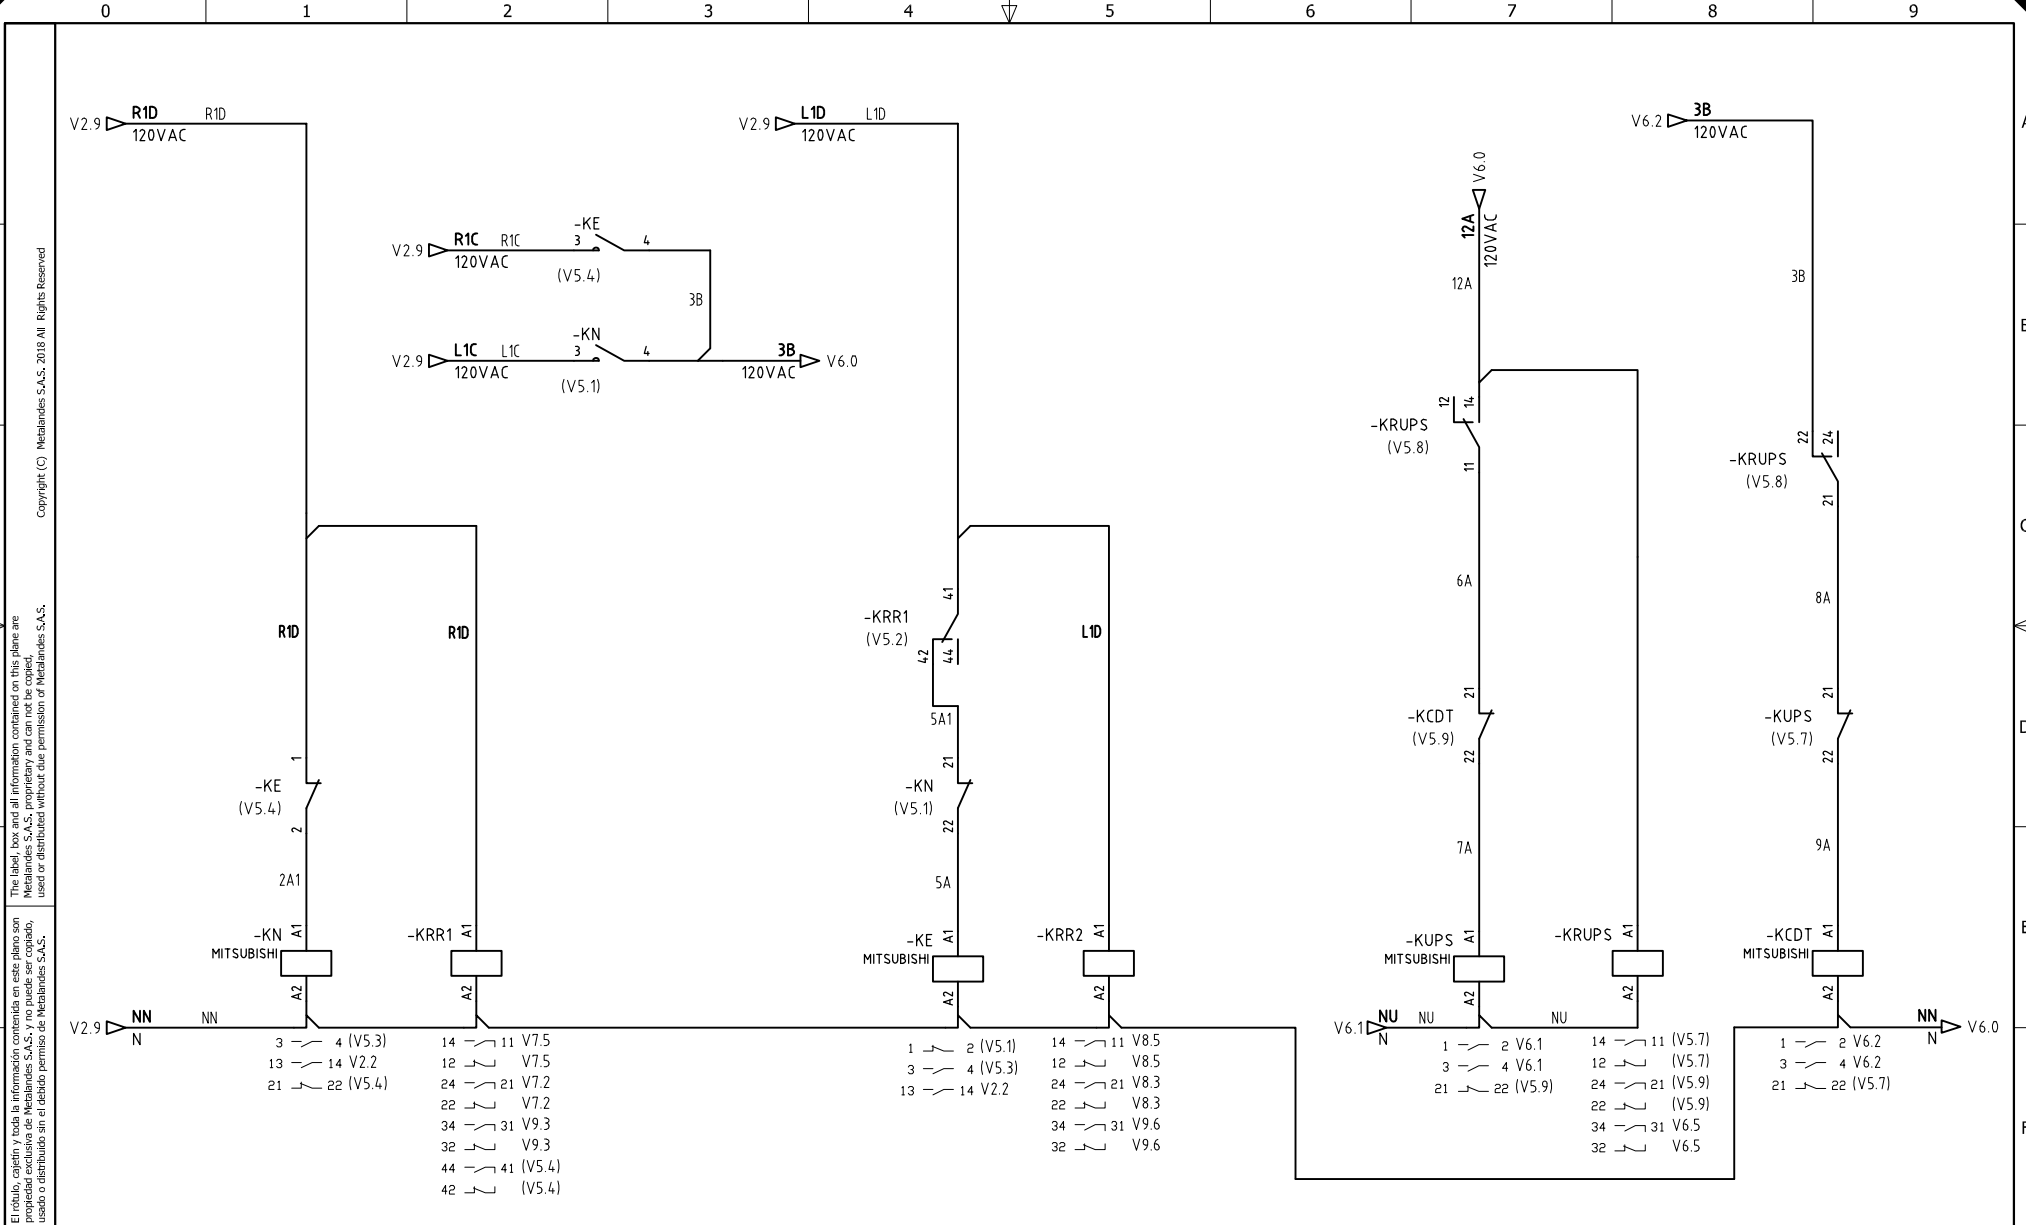 0 1 2 3 4 5 6 7 8 9
Copyright (C) Metalandes S.A.S. 2018 All Rights Reserved
The label, box and all information contained on this plane are
Metalandes S.A.S. proprietary and can not be copied,
used or distributed without due permission of Metalandes S.A.S.
El rótulo, cajetín y toda la información contenida en este plano son
propiedad exclusiva de Metalandes S.A.S. y no puede ser copiado,
usado o distribuido sin el debido permiso de Metalandes S.A.S.
V2.9 R1D R1D
120VAC
V2.9 L1D L1D
120VAC
V6.2 3B
120VAC
V6.0
12A
120VAC
12A
-KE
V2.9 R1C R1C 3 4
120VAC
(V5.4)
3B
3B
-KN
V2.9 L1C L1C 3 4 3B V6.0
120VAC 120VAC
(V5.1)
12 14
-KRUPS
(V5.8)
11
22 24
-KRUPS
(V5.8)
21
6A
8A
41
-KRR1
(V5.2)
42 44
5A1
R1D
R1D
L1D
1
-KE
(V5.4)
2
2A1
21
-KN
(V5.1)
22
5A
21
-KCDT
(V5.9)
22
7A
21
-KUPS
(V5.7)
22
9A
-KN A1
MITSUBISHI
A2
-KRR1 A1
A2
-KE A1
MITSUBISHI
A2
-KRR2 A1
A2
-KUPS A1
MITSUBISHI
A2
-KRUPS A1
A2
-KCDT A1
MITSUBISHI
A2
V2.9 NN NN
N
V6.1 NU NU NU
N
NN V6.0
N
3 4 (V5.3)
13 14 V2.2
21 22 (V5.4)
14 11 V7.5
12 V7.5
24 21 V7.2
22 V7.2
34 31 V9.3
32 V9.3
44 41 (V5.4)
42 (V5.4)
1 2 (V5.1)
3 4 (V5.3)
13 14 V2.2
14 11 V8.5
12 V8.5
24 21 V8.3
22 V8.3
34 31 V9.6
32 V9.6
1 2 V6.1
3 4 V6.1
21 22 (V5.9)
14 11 (V5.7)
12 (V5.7)
24 21 (V5.9)
22 (V5.9)
34 31 V6.5
32 V6.5
1 2 V6.2
3 4 V6.2
21 22 (V5.7)